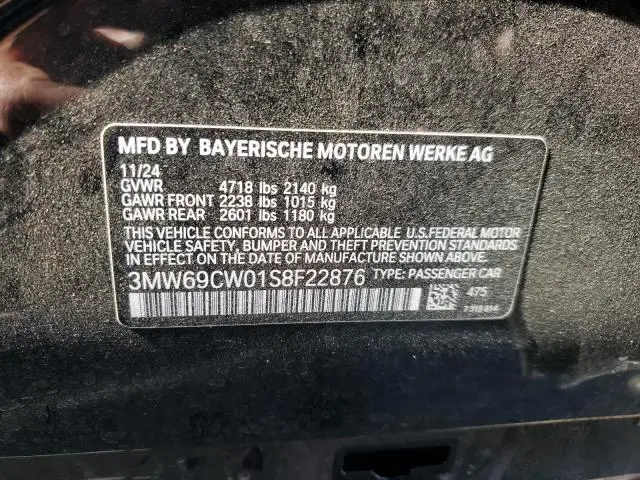 MFD BY BAYERISCHE MOTOREN WERKE AG
11/24
GVWR 4718 lbs 2140 kg
GAWR FRONT 2238 lbs 1015 kg
GAWR REAR 2601 lbs 1180 kg
THIS VEHICLE CONFORMS TO ALL APPLICABLE U.S.FEDERAL MOTOR
VEHICLE SAFETY, BUMPER AND THEFT PREVENTION STANDARDS
IN EFFECT ON THE DATE OF MANUFACTURE SHOWN ABOVE.
3MW69CW01S8F22876 TYPE: PASSENGER CAR
475